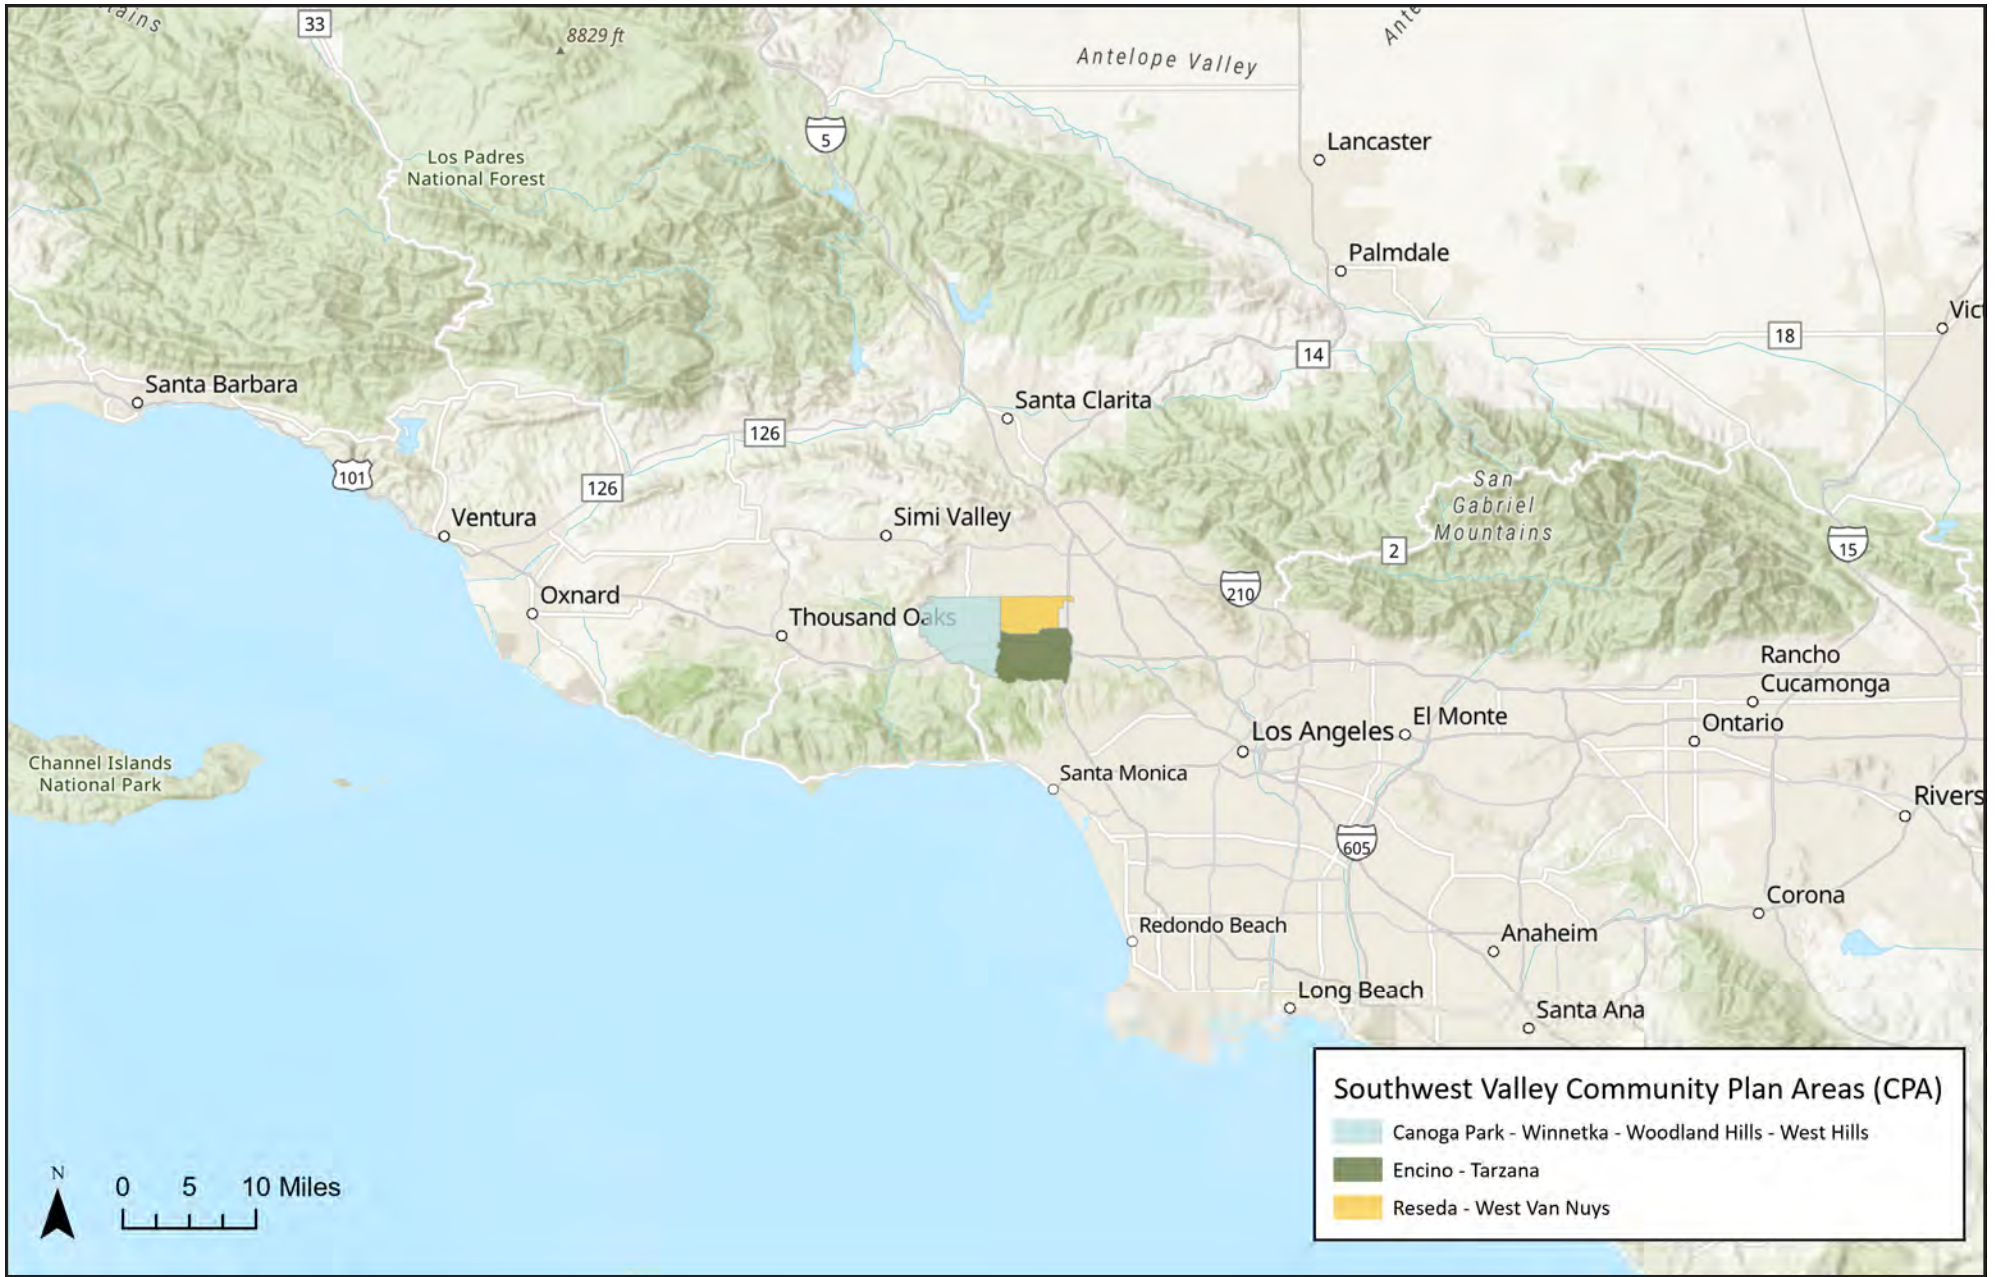 33
8829 ft
Antelope Valley
5
Los Padres
National Forest
Lancaster
Palmdale
18
14
Santa Barbara
Santa Clarita
126
101
126
San
Gabriel
Mountains
Ventura
Simi Valley
2
15
210
Oxnard
Thousand Oaks
Rancho
Cucamonga
Los Angeles
El Monte
Ontario
Channel Islands
National Park
Santa Monica
Rivers
605
Corona
Redondo Beach
Anaheim
Long Beach
Santa Ana
Southwest Valley Community Plan Areas (CPA)
Canoga Park - Winnetka - Woodland Hills - West Hills
Encino - Tarzana
Reseda - West Van Nuys
N
0 5 10 Miles